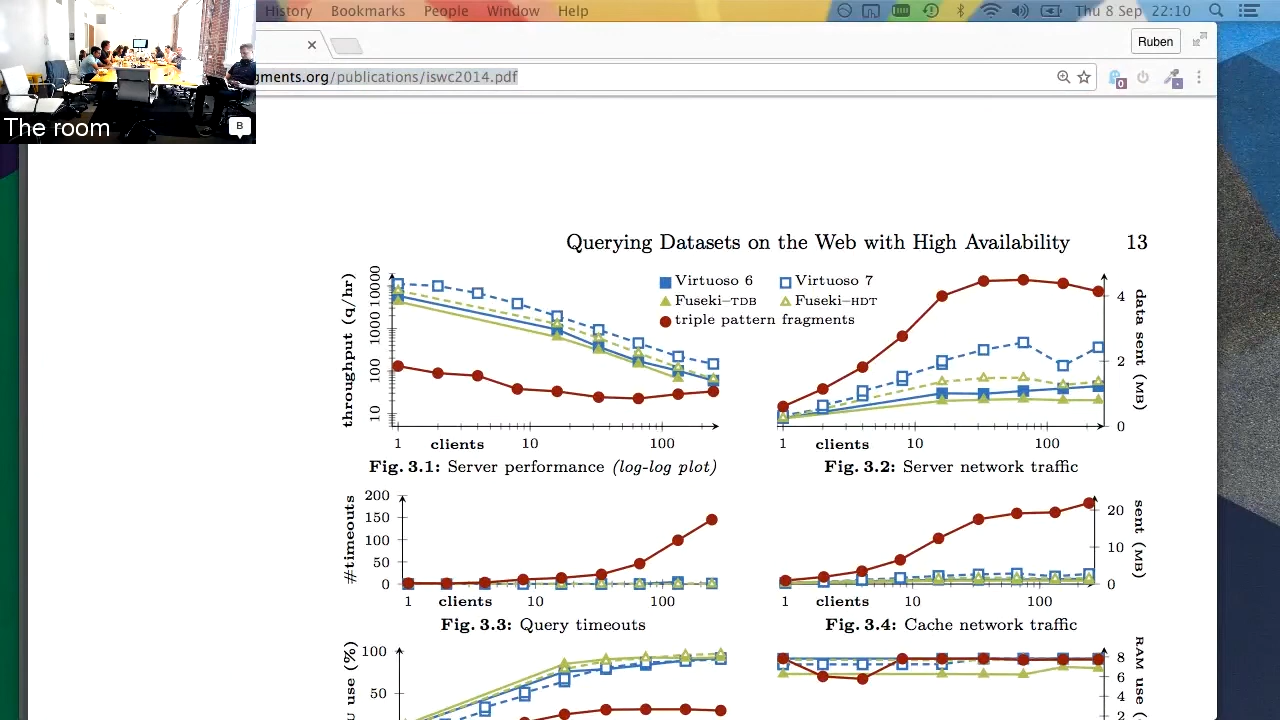 History Bookmarks People Window Help Thu 8 Sep 22:10
Ruben
gments.org/publications/iswc2014.pdf
0
The room
B
Querying Datasets on the Web with High Availability 13
throughput (q/hr)
10000
1000
100
10
1 10 100
clients
Fig. 3.1: Server performance (log-log plot)
Virtuoso 6 Virtuoso 7
Fuseki–TDB Fuseki–HDT
triple pattern fragments
data sent (MB)
4
2
0
1 10 100
clients
Fig. 3.2: Server network traffic
#timeouts
200
150
100
50
0
1 10 100
clients
Fig. 3.3: Query timeouts
sent (MB)
20
10
0
1 10 100
clients
Fig. 3.4: Cache network traffic
use (%)
100
50
RAM use (
8
6
4
2